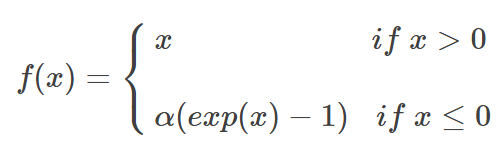 x if x > 0
f(x) = {
α(exp(x) − 1) if x ≤ 0